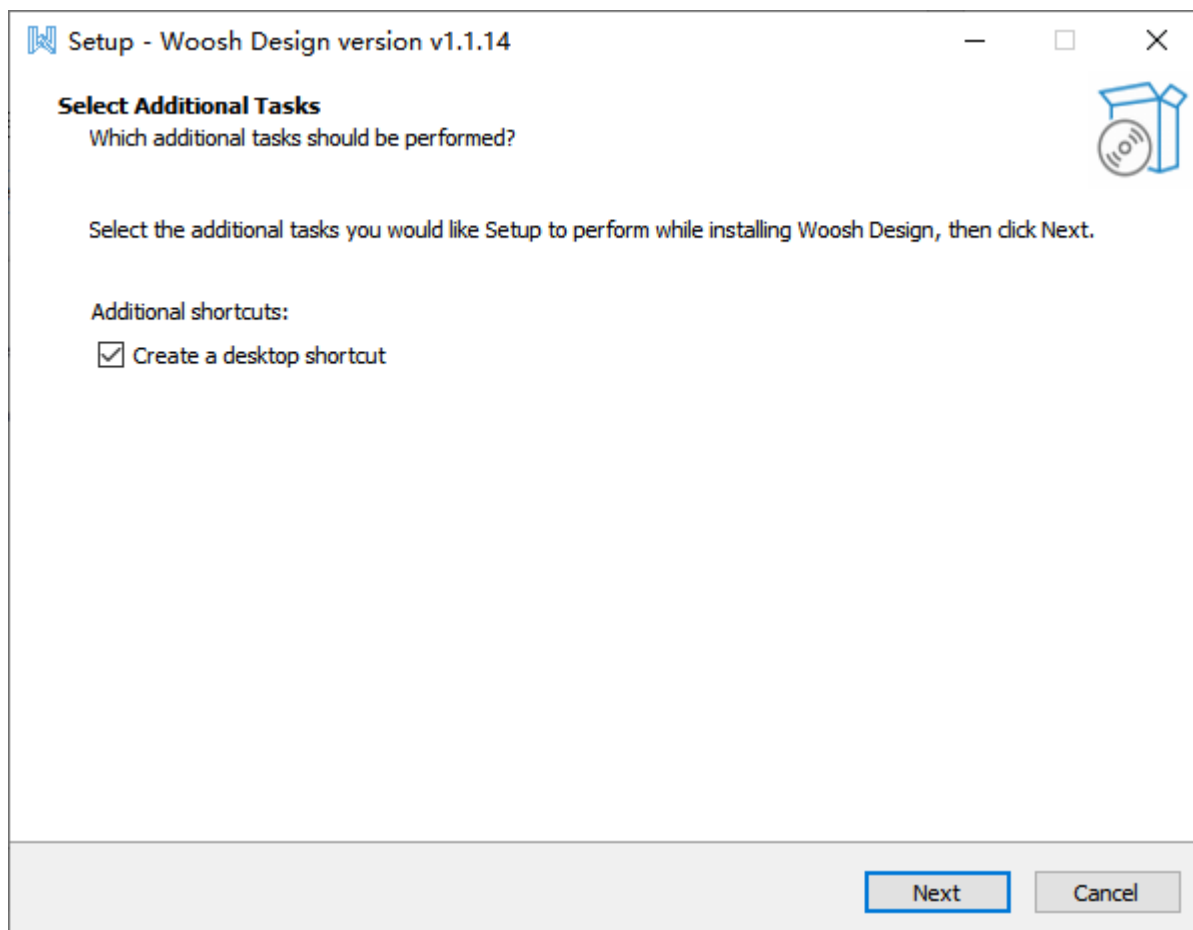 Setup - Woosh Design version v1.1.14
Select Additional Tasks
Which additional tasks should be performed?
Select the additional tasks you would like Setup to perform while installing Woosh Design, then click Next.
Additional shortcuts:
Create a desktop shortcut
Next Cancel